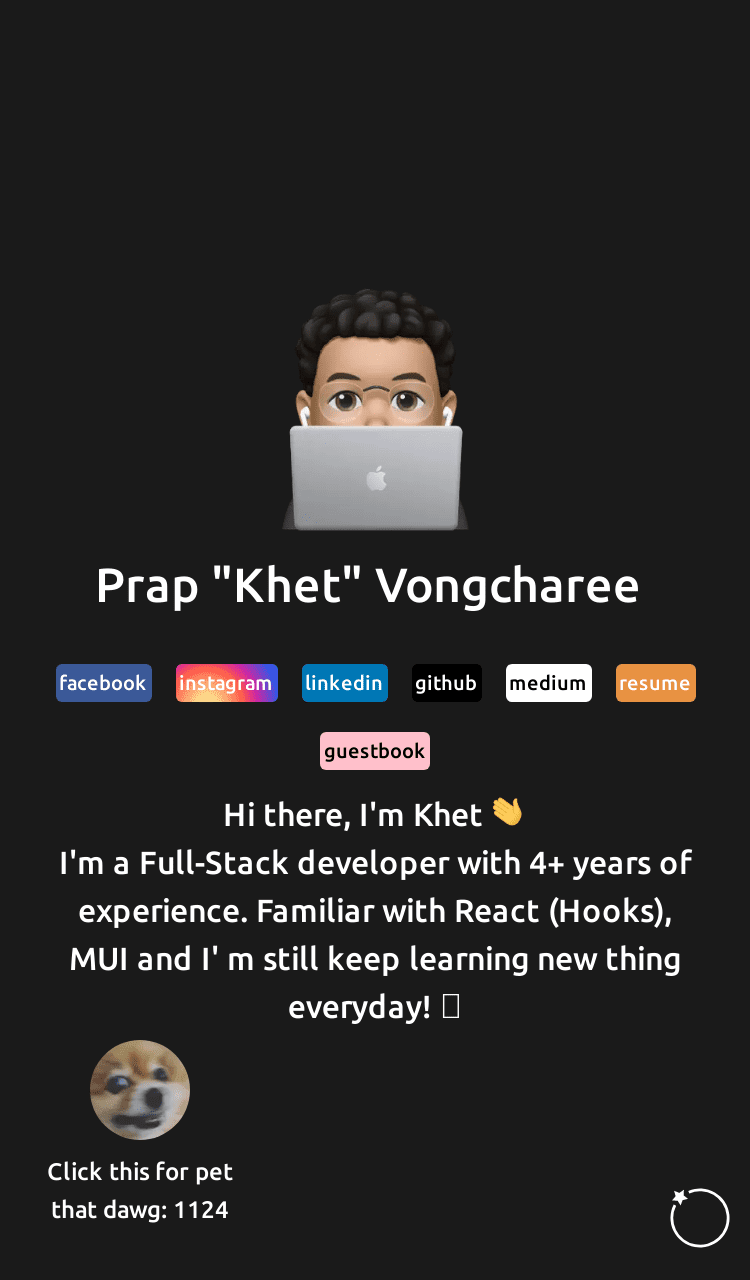 Prap "Khet" Vongcharee
facebook instagram linkedin github medium resume
guestbook
Hi there, I'm Khet 👋
I'm a Full-Stack developer with 4+ years of
experience. Familiar with React (Hooks),
MUI and I' m still keep learning new thing
everyday!
Click this for pet
that dawg: 1124